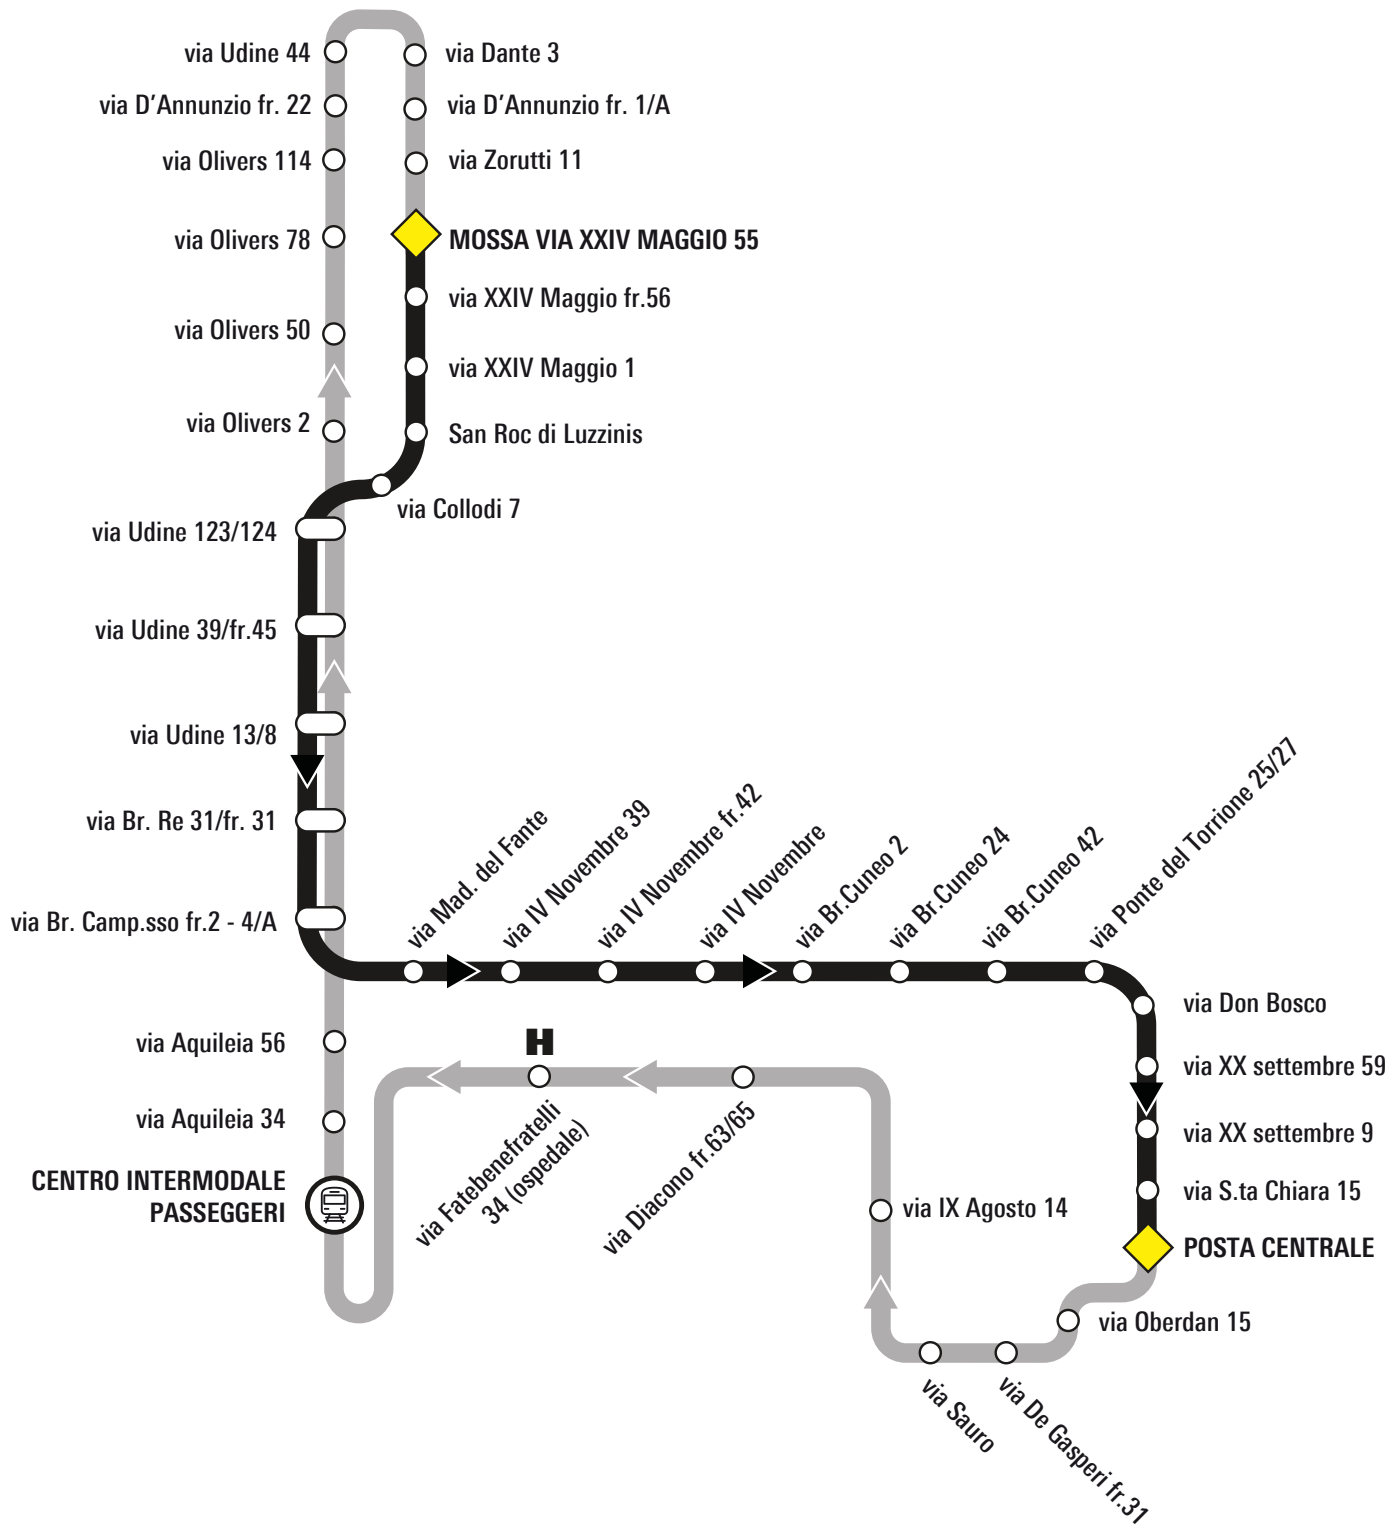 via Udine 44
via Dante 3
via D’Annunzio fr. 22
via D’Annunzio fr. 1/A
via Olivers 114
via Zorutti 11
via Olivers 78
MOSSA VIA XXIV MAGGIO 55
via XXIV Maggio fr.56
via Olivers 50
via XXIV Maggio 1
via Olivers 2
San Roc di Luzzinis
via Collodi 7
via Udine 123/124
via Udine 39/fr.45
via Udine 13/8
via Br. Re 31/fr. 31
via Br. Camp.sso fr.2 - 4/A
via Mad. del Fante
via IV Novembre 39
via IV Novembre fr.42
via IV Novembre
via Br.Cuneo 2
via Br.Cuneo 24
via Br.Cuneo 42
via Ponte del Torrione 25/27
via Don Bosco
via XX settembre 59
via XX settembre 9
via S.ta Chiara 15
POSTA CENTRALE
via Oberdan 15
via De Gasperi fr.31
via Sauro
via IX Agosto 14
via Diacono fr.63/65
H
via Fatebenefratelli
34 (ospedale)
via Aquileia 56
via Aquileia 34
CENTRO INTERMODALE
PASSEGGERI